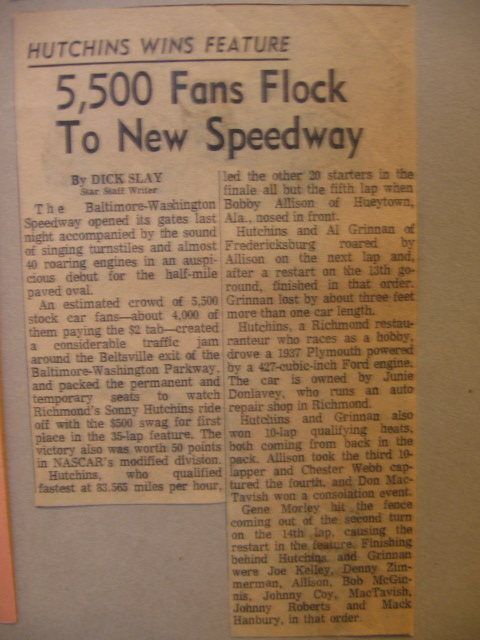 HUTCHINS WINS FEATURE
5,500 Fans Flock
To New Speedway
By DICK SLAY
Star Staff Writer
The Baltimore-Washington
Speedway opened its gates last
night accompanied by the sound
of singing turnstiles and almost
40 roaring engines in an auspi-
cious debut for the half-mile
paved oval.
An estimated crowd of 5,500
stock car fans—about 4,000 of
them paying the $2 tab—created
a considerable traffic jam
around the Beltsville exit of the
Baltimore-Washington Parkway,
and packed the permanent and
temporary seats to watch
Richmond's Sonny Hutchins ride
off with the $500 swag for first
place in the 35-lap feature. The
victory also was worth 50 points
in NASCAR's modified division.
Hutchins, who qualified
fastest at 83.565 miles per hour,
led the other 20 starters in the
finale all but the fifth lap when
Bobby Allison of Hueytown,
Ala., nosed in front.
Hutchins and Al Grinnan of
Fredericksburg roared by
Allison on the next lap and,
after a restart on the 13th go-
round, finished in that order.
Grinnan lost by about three feet
more than one car length.
Hutchins, a Richmond restau-
ranteur who races as a hobby,
drove a 1937 Plymouth powered
by a 427-cubic-inch Ford engine.
The car is owned by Junie
Donlavey, who runs an auto
repair shop in Richmond.
Hutchins and Grinnan also
won 10-lap qualifying heats,
both coming from back in the
pack. Allison took the third 10-
lapper and Chester Webb cap-
tured the fourth, and Don Mac-
Tavish won a consolation event.
Gene Morley hit the fence
coming out of the second turn
on the 14th lap, causing the
restart in the feature. Finishing
behind Hutchins and Grinnan
were Joe Kelley, Denny Zim-
merman, Allison, Bob McGin-
nis, Johnny Coy, MacTavish,
Johnny Roberts and Mack
Hanbury, in that order.